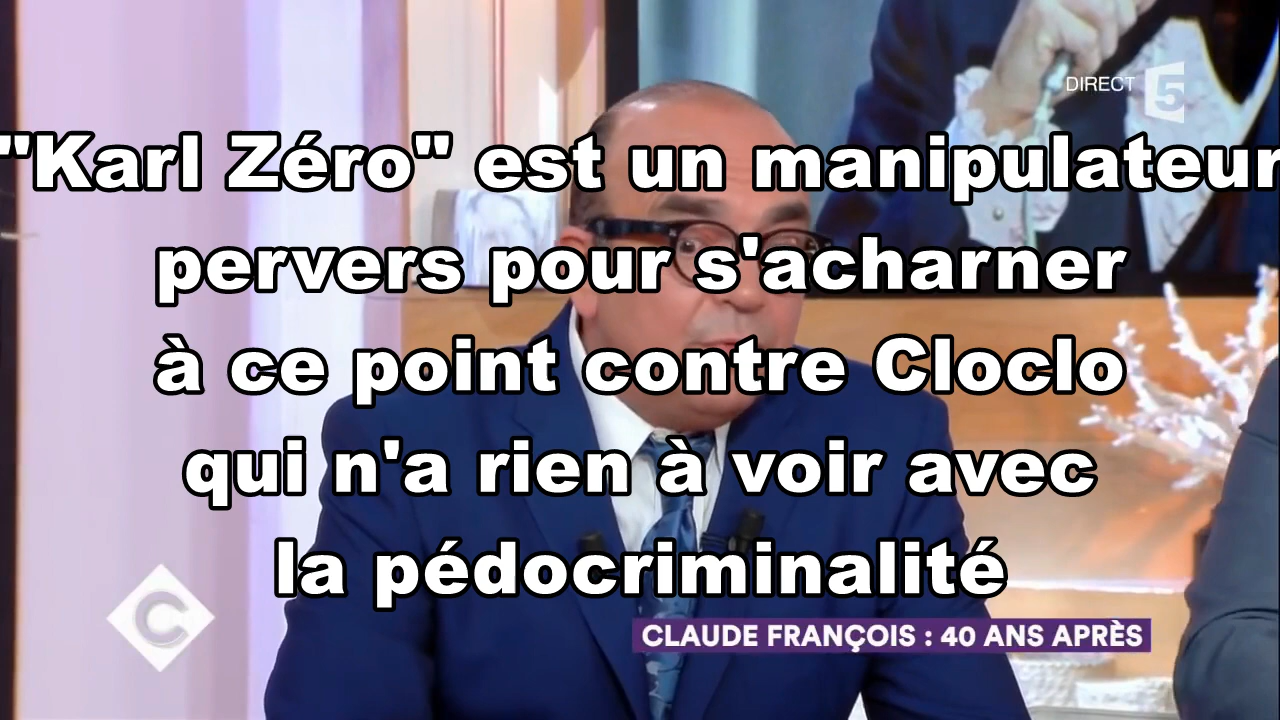 DIRECT 5
"Karl Zéro" est un manipulateur
pervers pour s'acharner
à ce point contre Cloclo
qui n'a rien à voir avec
la pédocriminalité
C
CLAUDE FRANÇOIS : 40 ANS APRÈS